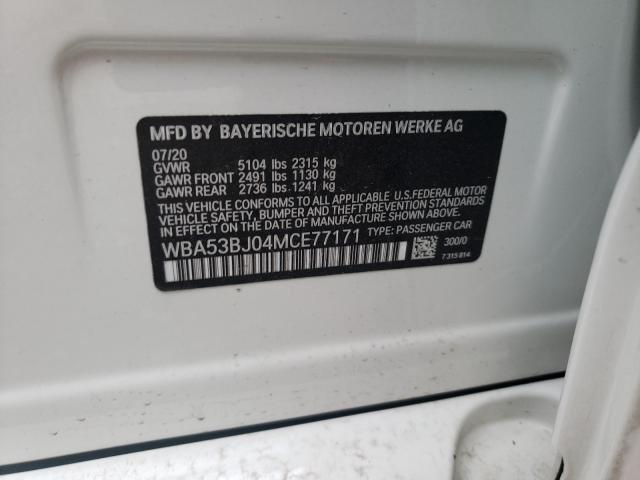 MFD BY BAYERISCHE MOTOREN WERKE AG
07/20
GVWR 5104 lbs 2315 kg
GAWR FRONT 2491 lbs 1130 kg
GAWR REAR 2736 lbs 1241 kg
THIS VEHICLE CONFORMS TO ALL APPLICABLE U.S.FEDERAL MOTOR
VEHICLE SAFETY, BUMPER AND THEFT PREVENTION STANDARDS
IN EFFECT ON THE DATE OF MANUFACTURE SHOWN ABOVE.
WBA53BJ04MCE77171 TYPE: PASSENGER CAR
300/0
7 315 814